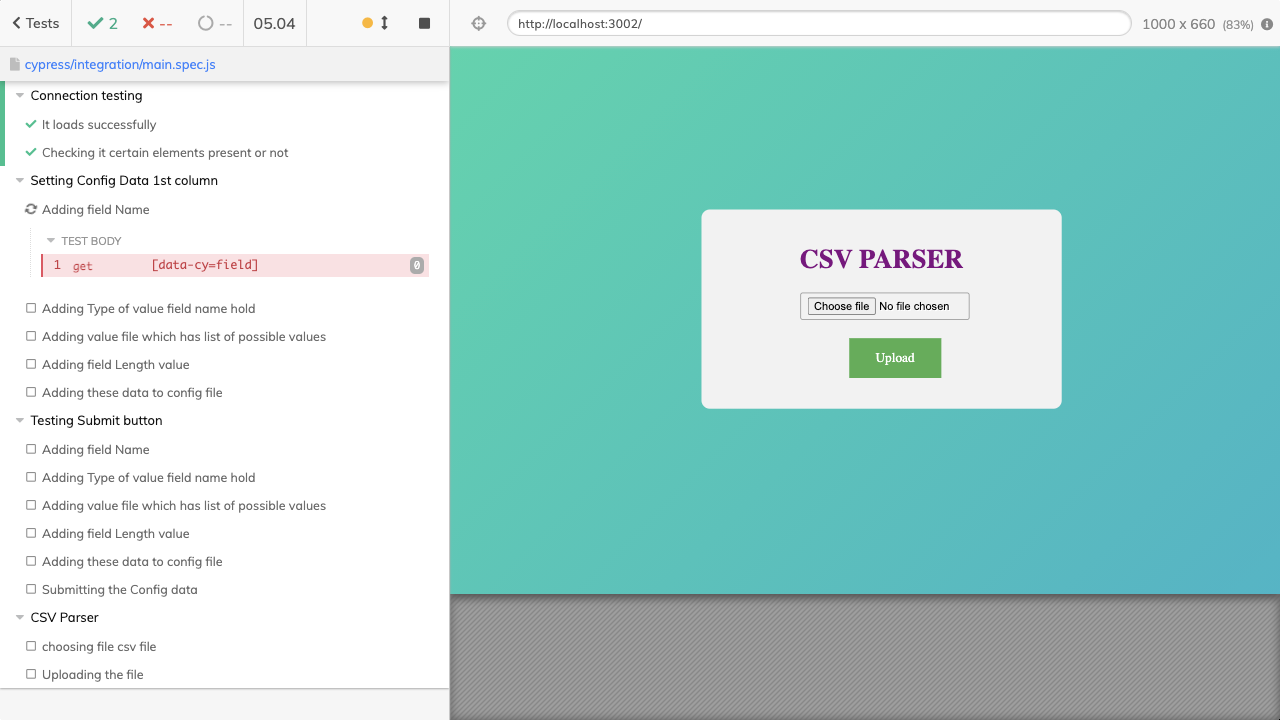 Tests
2
--
--
05.04
http://localhost:3002/
1000 x 660 (83%)
cypress/integration/main.spec.js
Connection testing
It loads successfully
Checking it certain elements present or not
Setting Config Data 1st column
Adding field Name
TEST BODY
1 get [data-cy=field] 0
Adding Type of value field name hold
Adding value file which has list of possible values
Adding field Length value
Adding these data to config file
Testing Submit button
Adding field Name
Adding Type of value field name hold
Adding value file which has list of possible values
Adding field Length value
Adding these data to config file
Submitting the Config data
CSV Parser
choosing file csv file
Uploading the file
CSV PARSER
Choose file No file chosen
Upload